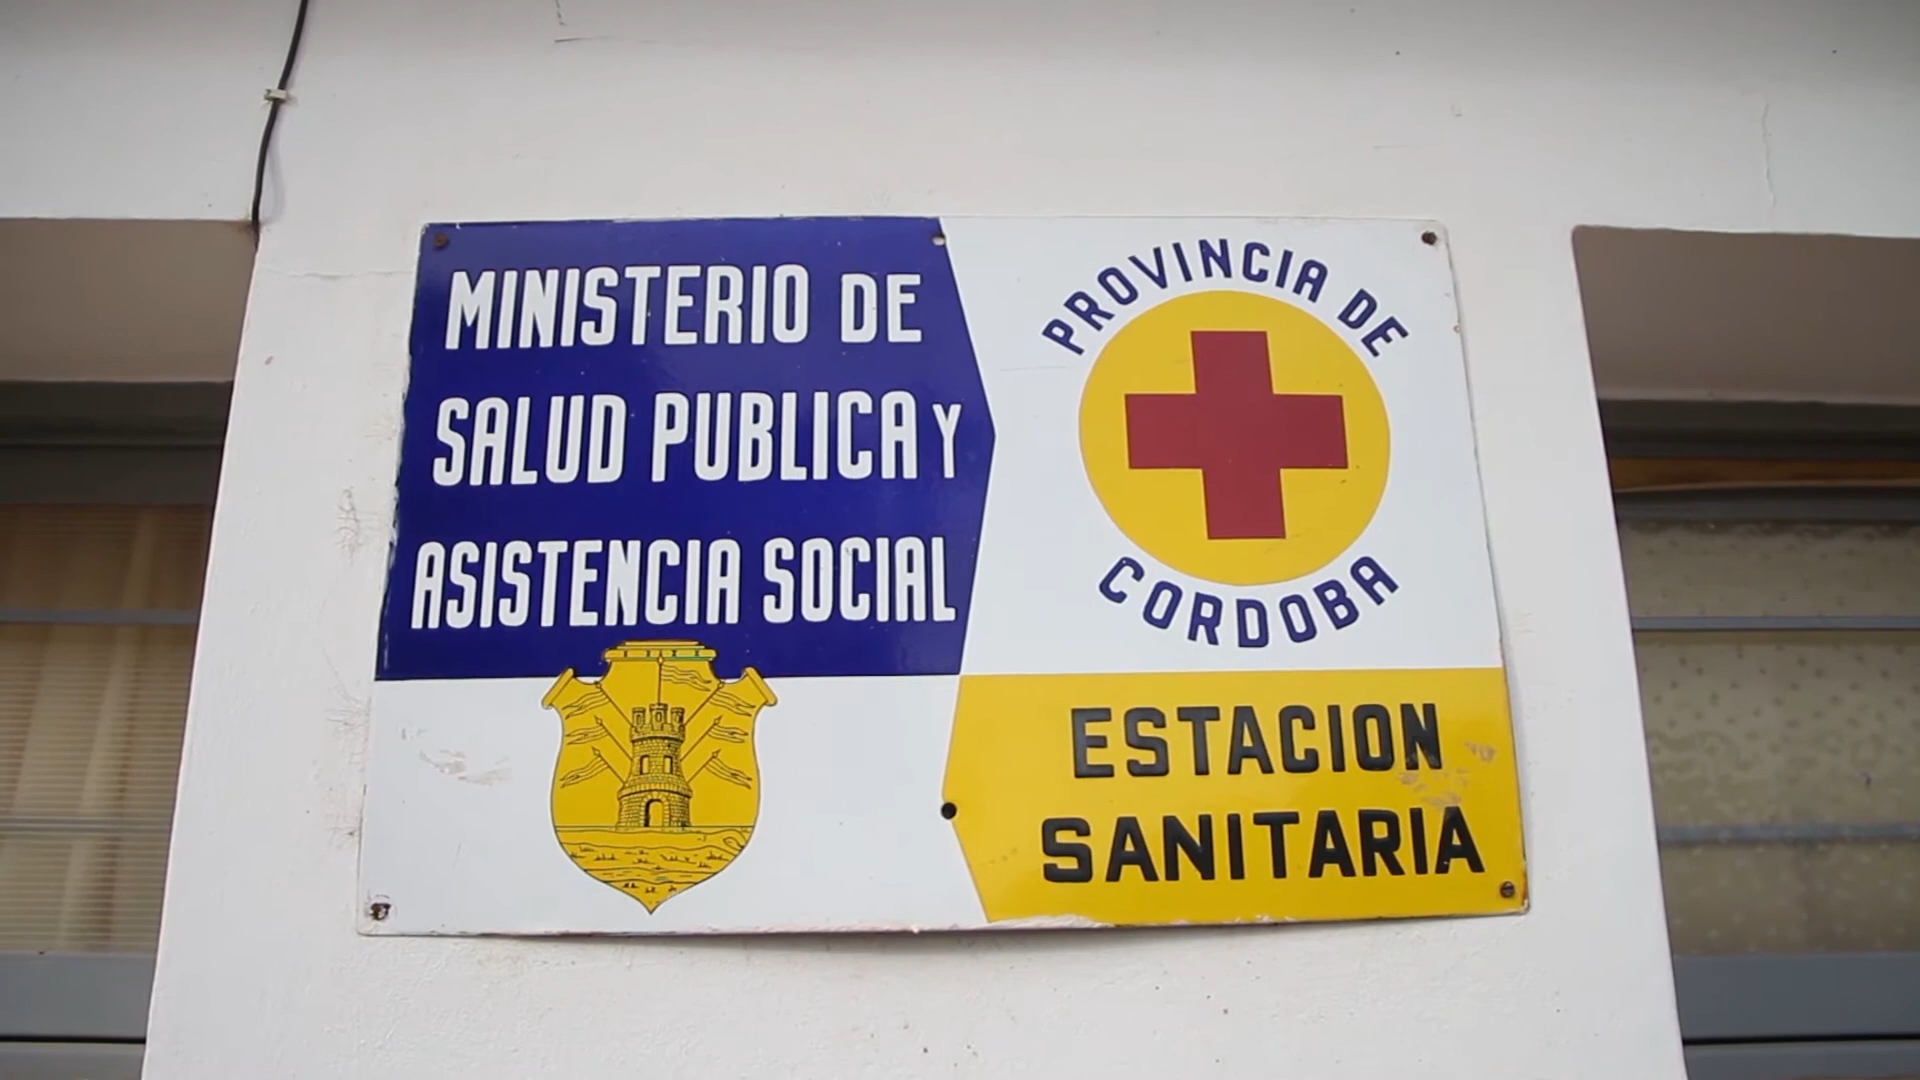 MINISTERIO DE
SALUD PUBLICA Y
ASISTENCIA SOCIAL
PROVINCIA DE
CORDOBA
ESTACION
SANITARIA